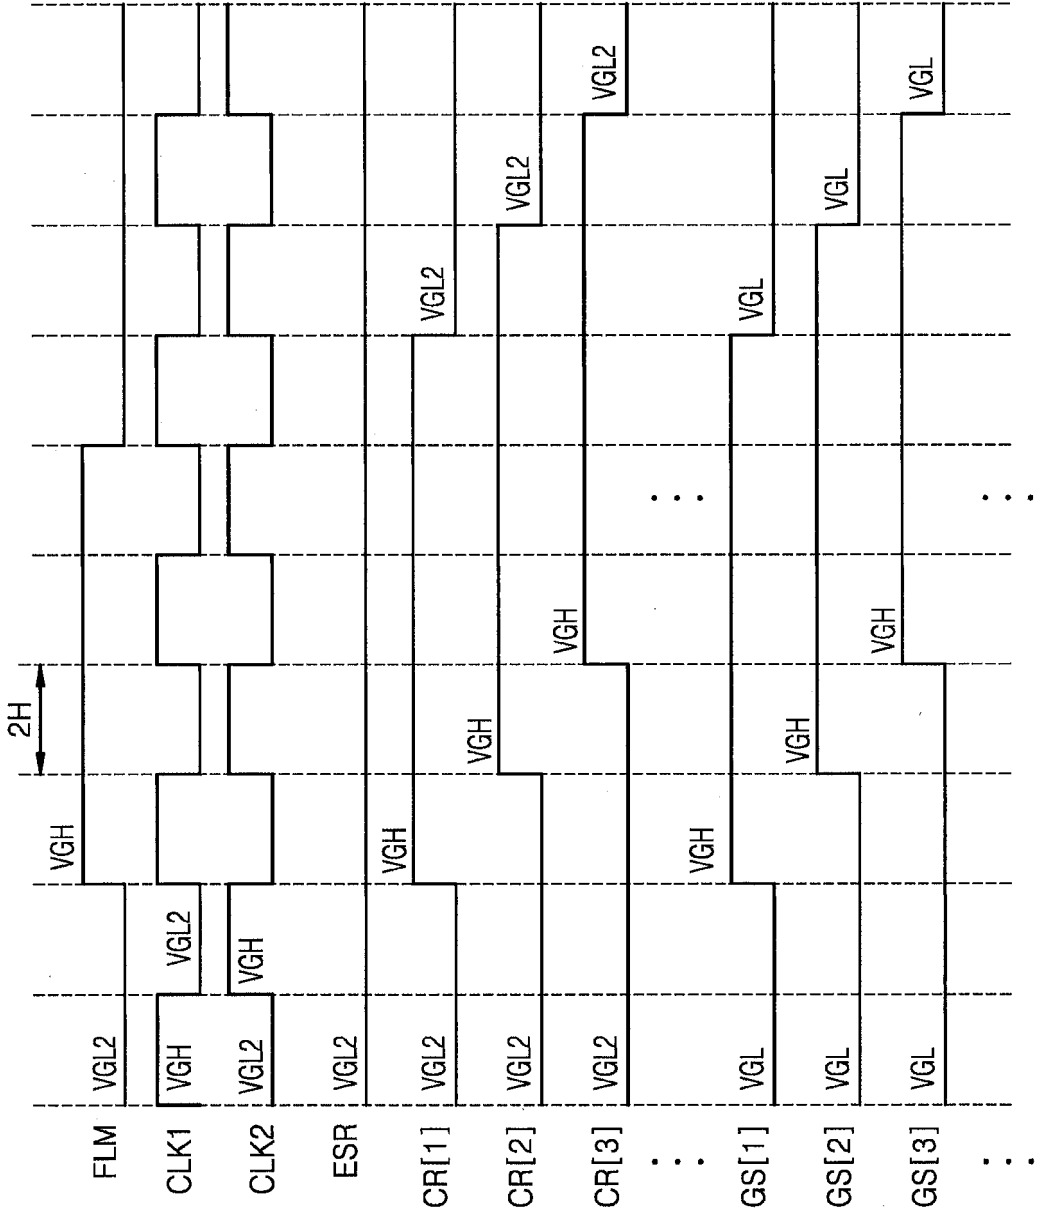 2H
FLM VGL2 VGH
CLK1 VGH VGL2
CLK2 VGL2 VGH
ESR VGL2
CR[1] VGL2 VGH VGL2
CR[2] VGL2 VGH VGL2
CR[3] VGL2 VGH VGL2
...
...
GS[1] VGL VGH VGL
GS[2] VGL VGH VGL
GS[3] VGL VGH VGL
...
...